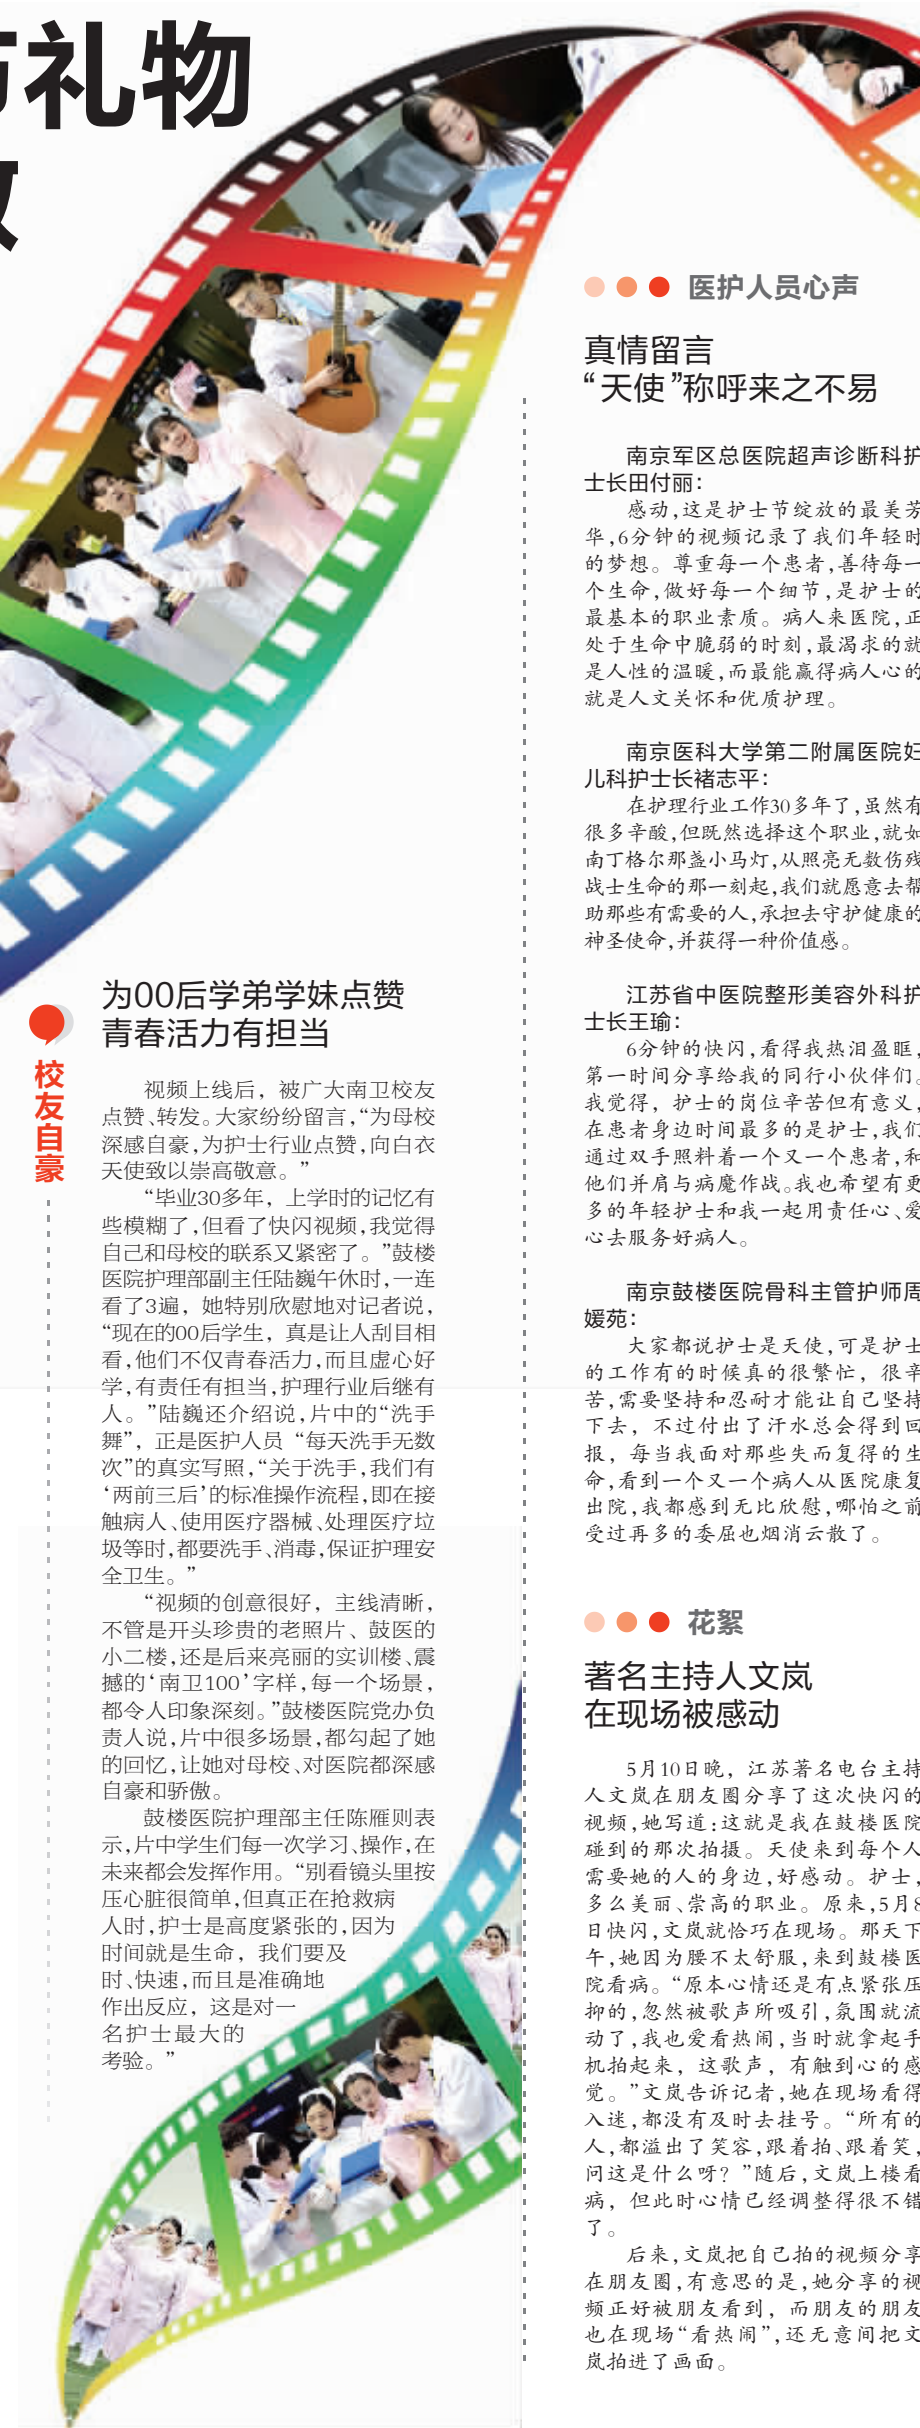 礼物
校友自豪
为00后学弟学妹点赞
青春活力有担当
视频上线后，被广大南卫校友
点赞、转发。大家纷纷留言，“为母校
深感自豪，为护士行业点赞，向白衣
天使致以崇高敬意。”
“毕业30多年，上学时的记忆有
些模糊了，但看了快闪视频，我觉得
自己和母校的联系又紧密了。”鼓楼
医院护理部副主任陆巍午休时，一连
看了3遍，她特别欣慰地对记者说，
“现在的00后学生，真是让人刮目相
看，他们不仅青春活力，而且虚心好
学，有责任有担当，护理行业后继有
人。”陆巍还介绍说，片中的“洗手
舞”，正是医护人员“每天洗手无数
次”的真实写照，“关于洗手，我们有
‘两前三后’的标准操作流程，即在接
触病人、使用医疗器械、处理医疗垃
圾等时，都要洗手、消毒，保证护理安
全卫生。”
“视频的创意很好，主线清晰，
不管是开头珍贵的老照片、鼓医的
小二楼，还是后来亮丽的实训楼、震
撼的‘南卫100’字样，每一个场景，
都令人印象深刻。”鼓楼医院党办负
责人说，片中很多场景，都勾起了她
的回忆，让她对母校、对医院都深感
自豪和骄傲。
鼓楼医院护理部主任陈雁则表
示，片中学生们每一次学习、操作，在
未来都会发挥作用。“别看镜头里按
压心脏很简单，但真正在抢救病
人时，护士是高度紧张的，因为
时间就是生命，我们要及
时、快速，而且是准确地
作出反应，这是对一
名护士最大的
考验。”
医护人员心声
真情留言
“天使”称呼来之不易
南京军区总医院超声诊断科护
士长田付丽：
感动，这是护士节绽放的最美芳
华，6分钟的视频记录了我们年轻时
的梦想。尊重每一个患者，善待每一
个生命，做好每一个细节，是护士的
最基本的职业素质。病人来医院，正
处于生命中脆弱的时刻，最渴求的就
是人性的温暖，而最能赢得病人心的
就是人文关怀和优质护理。
南京医科大学第二附属医院妇
儿科护士长褚志平：
在护理行业工作30多年了，虽然有
很多辛酸，但既然选择这个职业，就如
南丁格尔那盏小马灯，从照亮无数伤残
战士生命的那一刻起，我们就愿意去帮
助那些有需要的人，承担去守护健康的
神圣使命，并获得一种价值感。
江苏省中医院整形美容外科护
士长王瑜：
6分钟的快闪，看得我热泪盈眶，
第一时间分享给我的同行小伙伴们。
我觉得，护士的岗位辛苦但有意义，
在患者身边时间最多的是护士，我们
通过双手照料着一个又一个患者，和
他们并肩与病魔作战。我也希望有更
多的年轻护士和我一起用责任心、爱
心去服务好病人。
南京鼓楼医院骨科主管护师周
媛苑：
大家都说护士是天使，可是护士
的工作有的时候真的很繁忙，很辛
苦，需要坚持和忍耐才能让自己坚持
下去，不过付出了汗水总会得到回
报，每当我面对那些失而复得的生
命，看到一个又一个病人从医院康复
出院，我都感到无比欣慰，哪怕之前
受过再多的委屈也烟消云散了。
花絮
著名主持人文岚
在现场被感动
5月10日晚，江苏著名电台主持
人文岚在朋友圈分享了这次快闪的
视频，她写道：这就是我在鼓楼医院
碰到的那次拍摄。天使来到每个人
需要她的人的身边，好感动。护士，
多么美丽、崇高的职业。原来，5月8
日快闪，文岚就恰巧在现场。那天下
午，她因为腰不太舒服，来到鼓楼医
院看病。“原本心情还是有点紧张压
抑的，忽然被歌声所吸引，氛围就流
动了，我也爱看热闹，当时就拿起手
机拍起来，这歌声，有触到心的感
觉。”文岚告诉记者，她在现场看得
入迷，都没有及时去挂号。“所有的
人，都溢出了笑容，跟着拍、跟着笑，
问这是什么呀？”随后，文岚上楼看
病，但此时心情已经调整得很不错
了。
后来，文岚把自己拍的视频分享
在朋友圈，有意思的是，她分享的视
频正好被朋友看到，而朋友的朋友
也在现场“看热闹”，还无意间把文
岚拍进了画面。